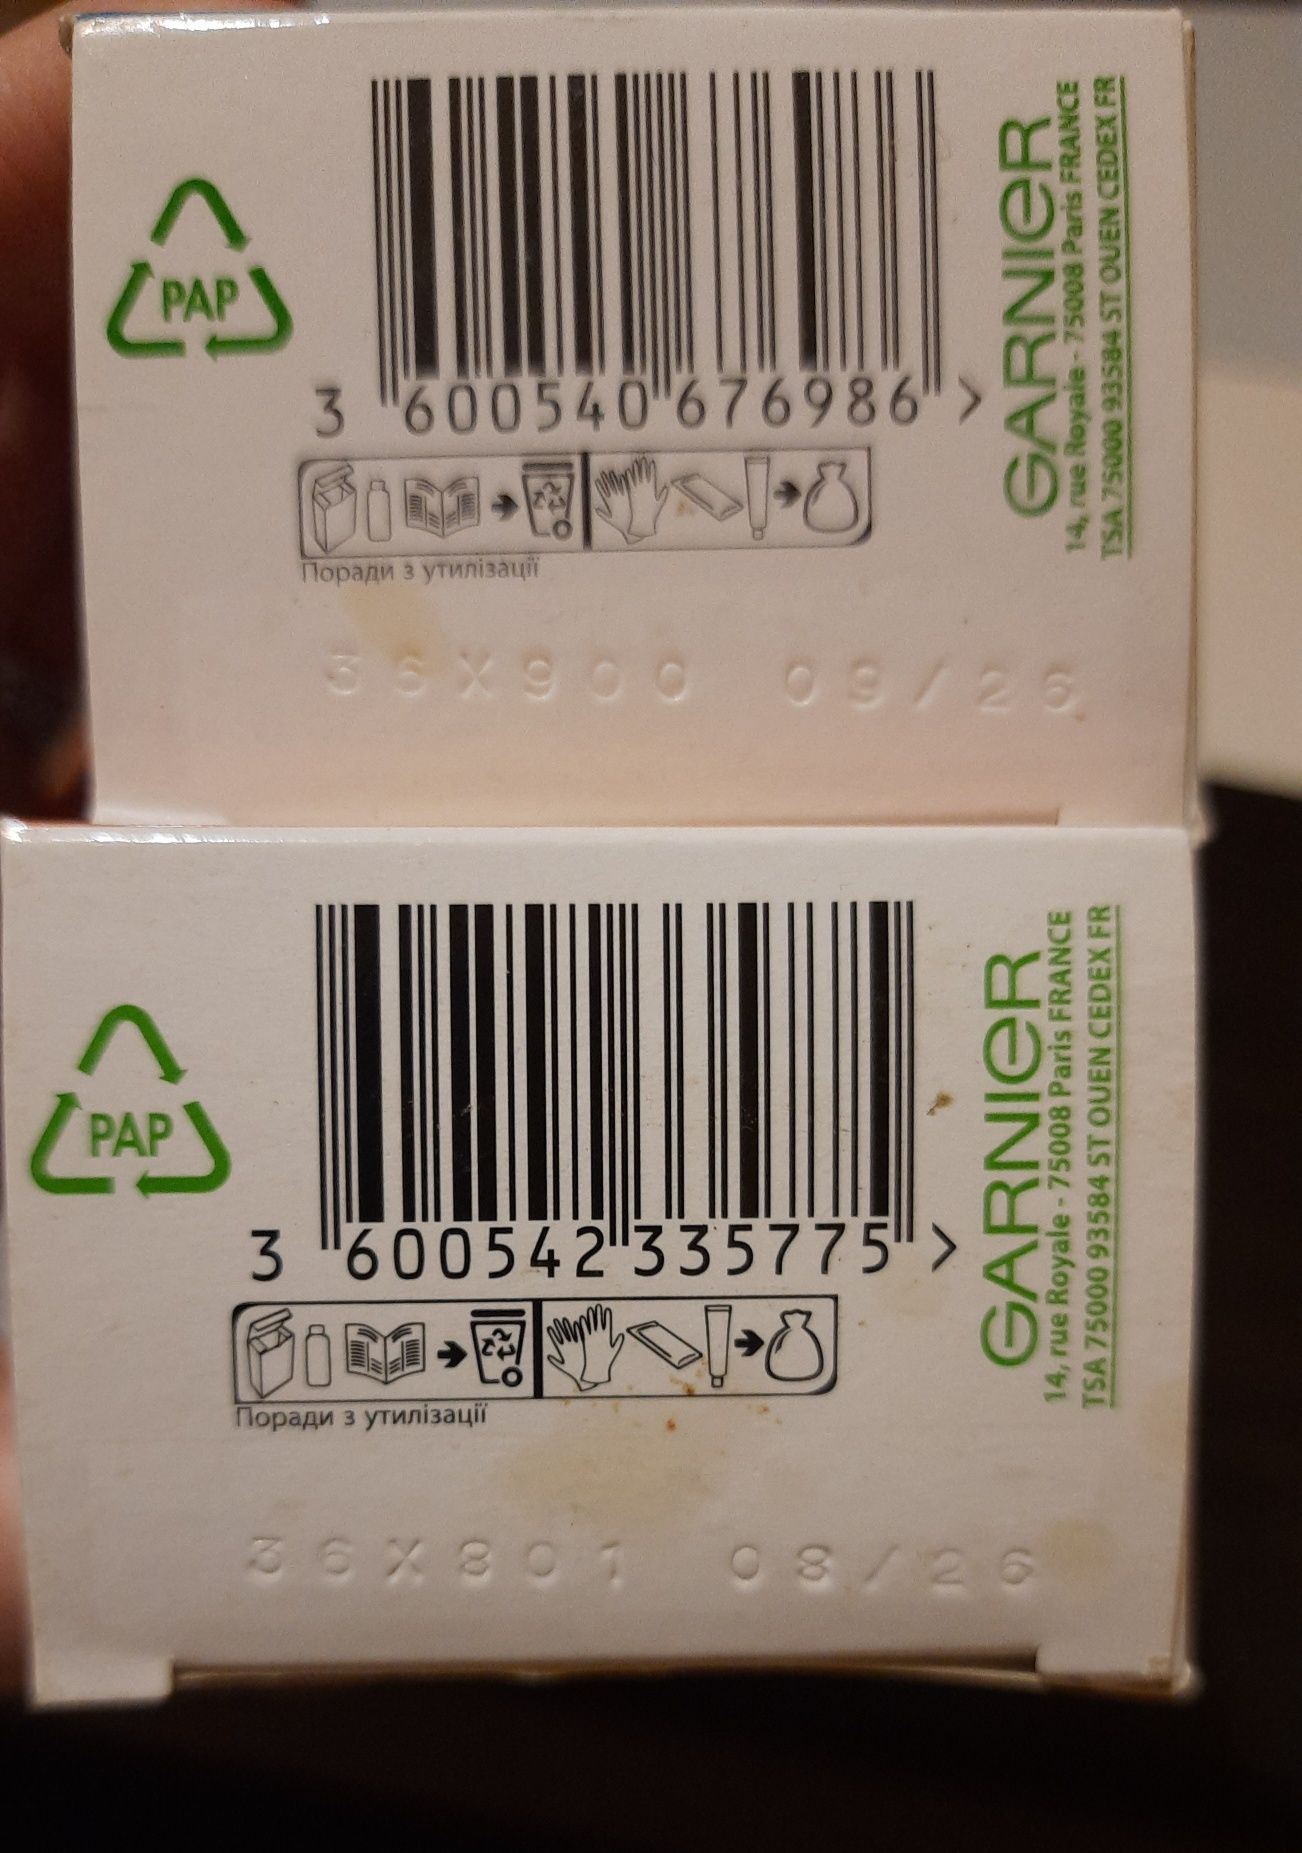 PAP
3 600540 676986 >
Поради з утилізації
36X900 09/26
GARNIER
14, rue Royale - 75008 Paris FRANCE
TSA 75000 93584 ST OUEN CEDEX FR
PAP
3 600542 335775 >
Поради з утилізації
36X801 08/26
GARNIER
14, rue Royale - 75008 Paris FRANCE
TSA 75000 93584 ST OUEN CEDEX FR